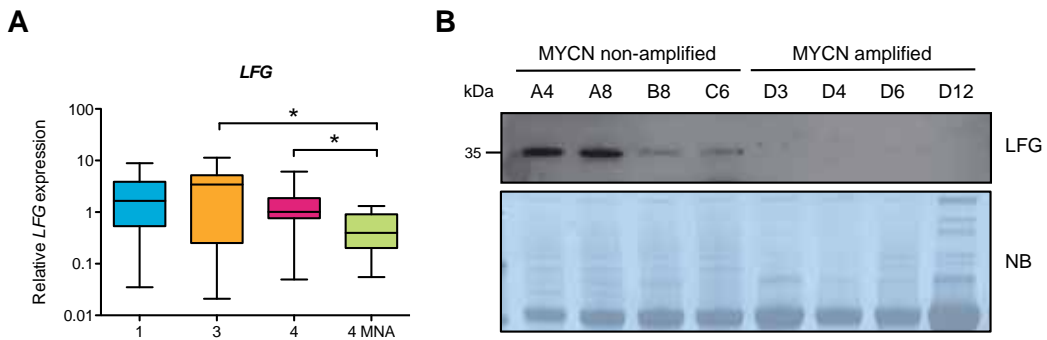 A
LFG
Relative LFG expression
100
10
1
0.1
0.01
*
*
1 3 4 4 MNA
B
MYCN non-amplified MYCN amplified
kDa A4 A8 B8 C6 D3 D4 D6 D12
35
LFG
NB